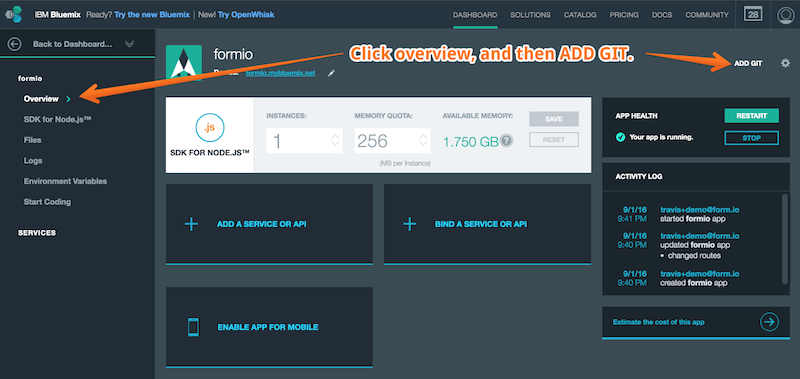 IBM Bluemix Ready? Try the new Bluemix | New! Try OpenWhisk
DASHBOARD SOLUTIONS CATALOG PRICING DOCS COMMUNITY 28
Back to Dashboard...
formio
Overview
SDK for Node.js™
Files
Logs
Environment Variables
Start Coding
SERVICES
formio
formio.mybluemix.net
Click overview, and then ADD GIT.
ADD GIT
.js
SDK FOR NODE.JS™
INSTANCES:
1
MEMORY QUOTA:
256
(MB per Instance)
AVAILABLE MEMORY:
1.750 GB ?
SAVE
RESET
APP HEALTH
RESTART
Your app is running.
STOP
ADD A SERVICE OR API
BIND A SERVICE OR API
ENABLE APP FOR MOBILE
ACTIVITY LOG
9/1/16 travis+demo@form.io
9:41 PM started formio app
9/1/16 travis+demo@form.io
9:40 PM updated formio app
• changed routes
9/1/16 travis+demo@form.io
9:40 PM created formio app
Estimate the cost of this app